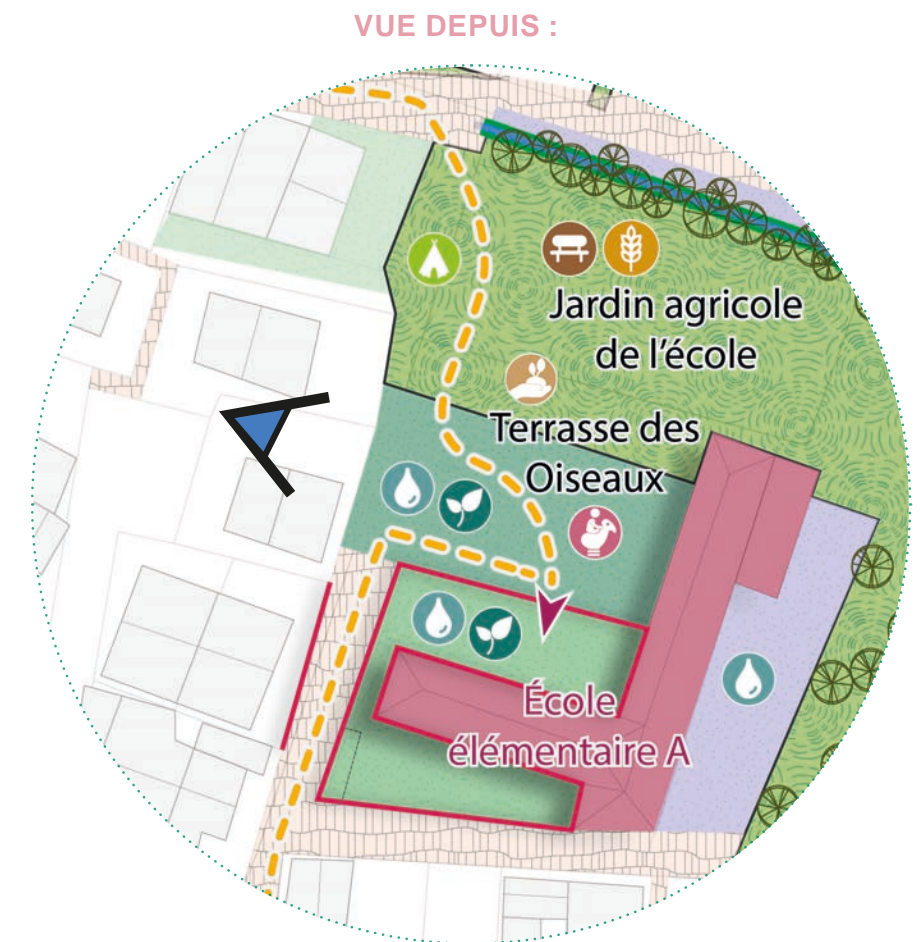 VUE DEPUIS :
Jardin agricole
de l'école
Terrasse des
Oiseaux
École
élémentaire A